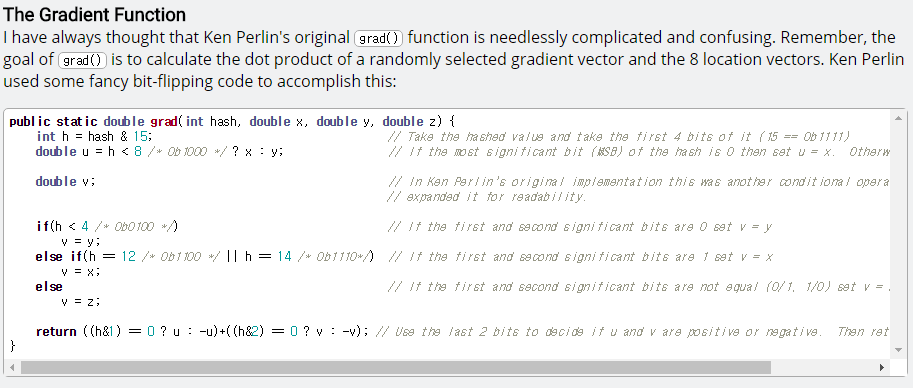 The Gradient Function
I have always thought that Ken Perlin's original grad() function is needlessly complicated and confusing. Remember, the
goal of grad() is to calculate the dot product of a randomly selected gradient vector and the 8 location vectors. Ken Perlin
used some fancy bit-flipping code to accomplish this:
public static double grad(int hash, double x, double y, double z) {
int h = hash & 15; // Take the hashed value and take the first 4 bits of it (15 == 0b1111)
double u = h < 8 /* 0b1000 */ ? x : y; // If the most significant bit (MSB) of the hash is 0 then set u = x. Otherw
double v; // In Ken Perlin's original implementation this was another conditional opera
// expanded it for readability.
if(h < 4 /* 0b0100 */) // If the first and second significant bits are 0 set v = y
v = y;
else if(h == 12 /* 0b1100 */ || h == 14 /* 0b1110*/) // If the first and second significant bits are 1 set v = x
v = x;
else // If the first and second significant bits are not equal (0/1, 1/0) set v =
v = z;
return ((h&1) == 0 ? u : -u)+((h&2) == 0 ? v : -v); // Use the last 2 bits to decide if u and v are positive or negative. Then ret
}